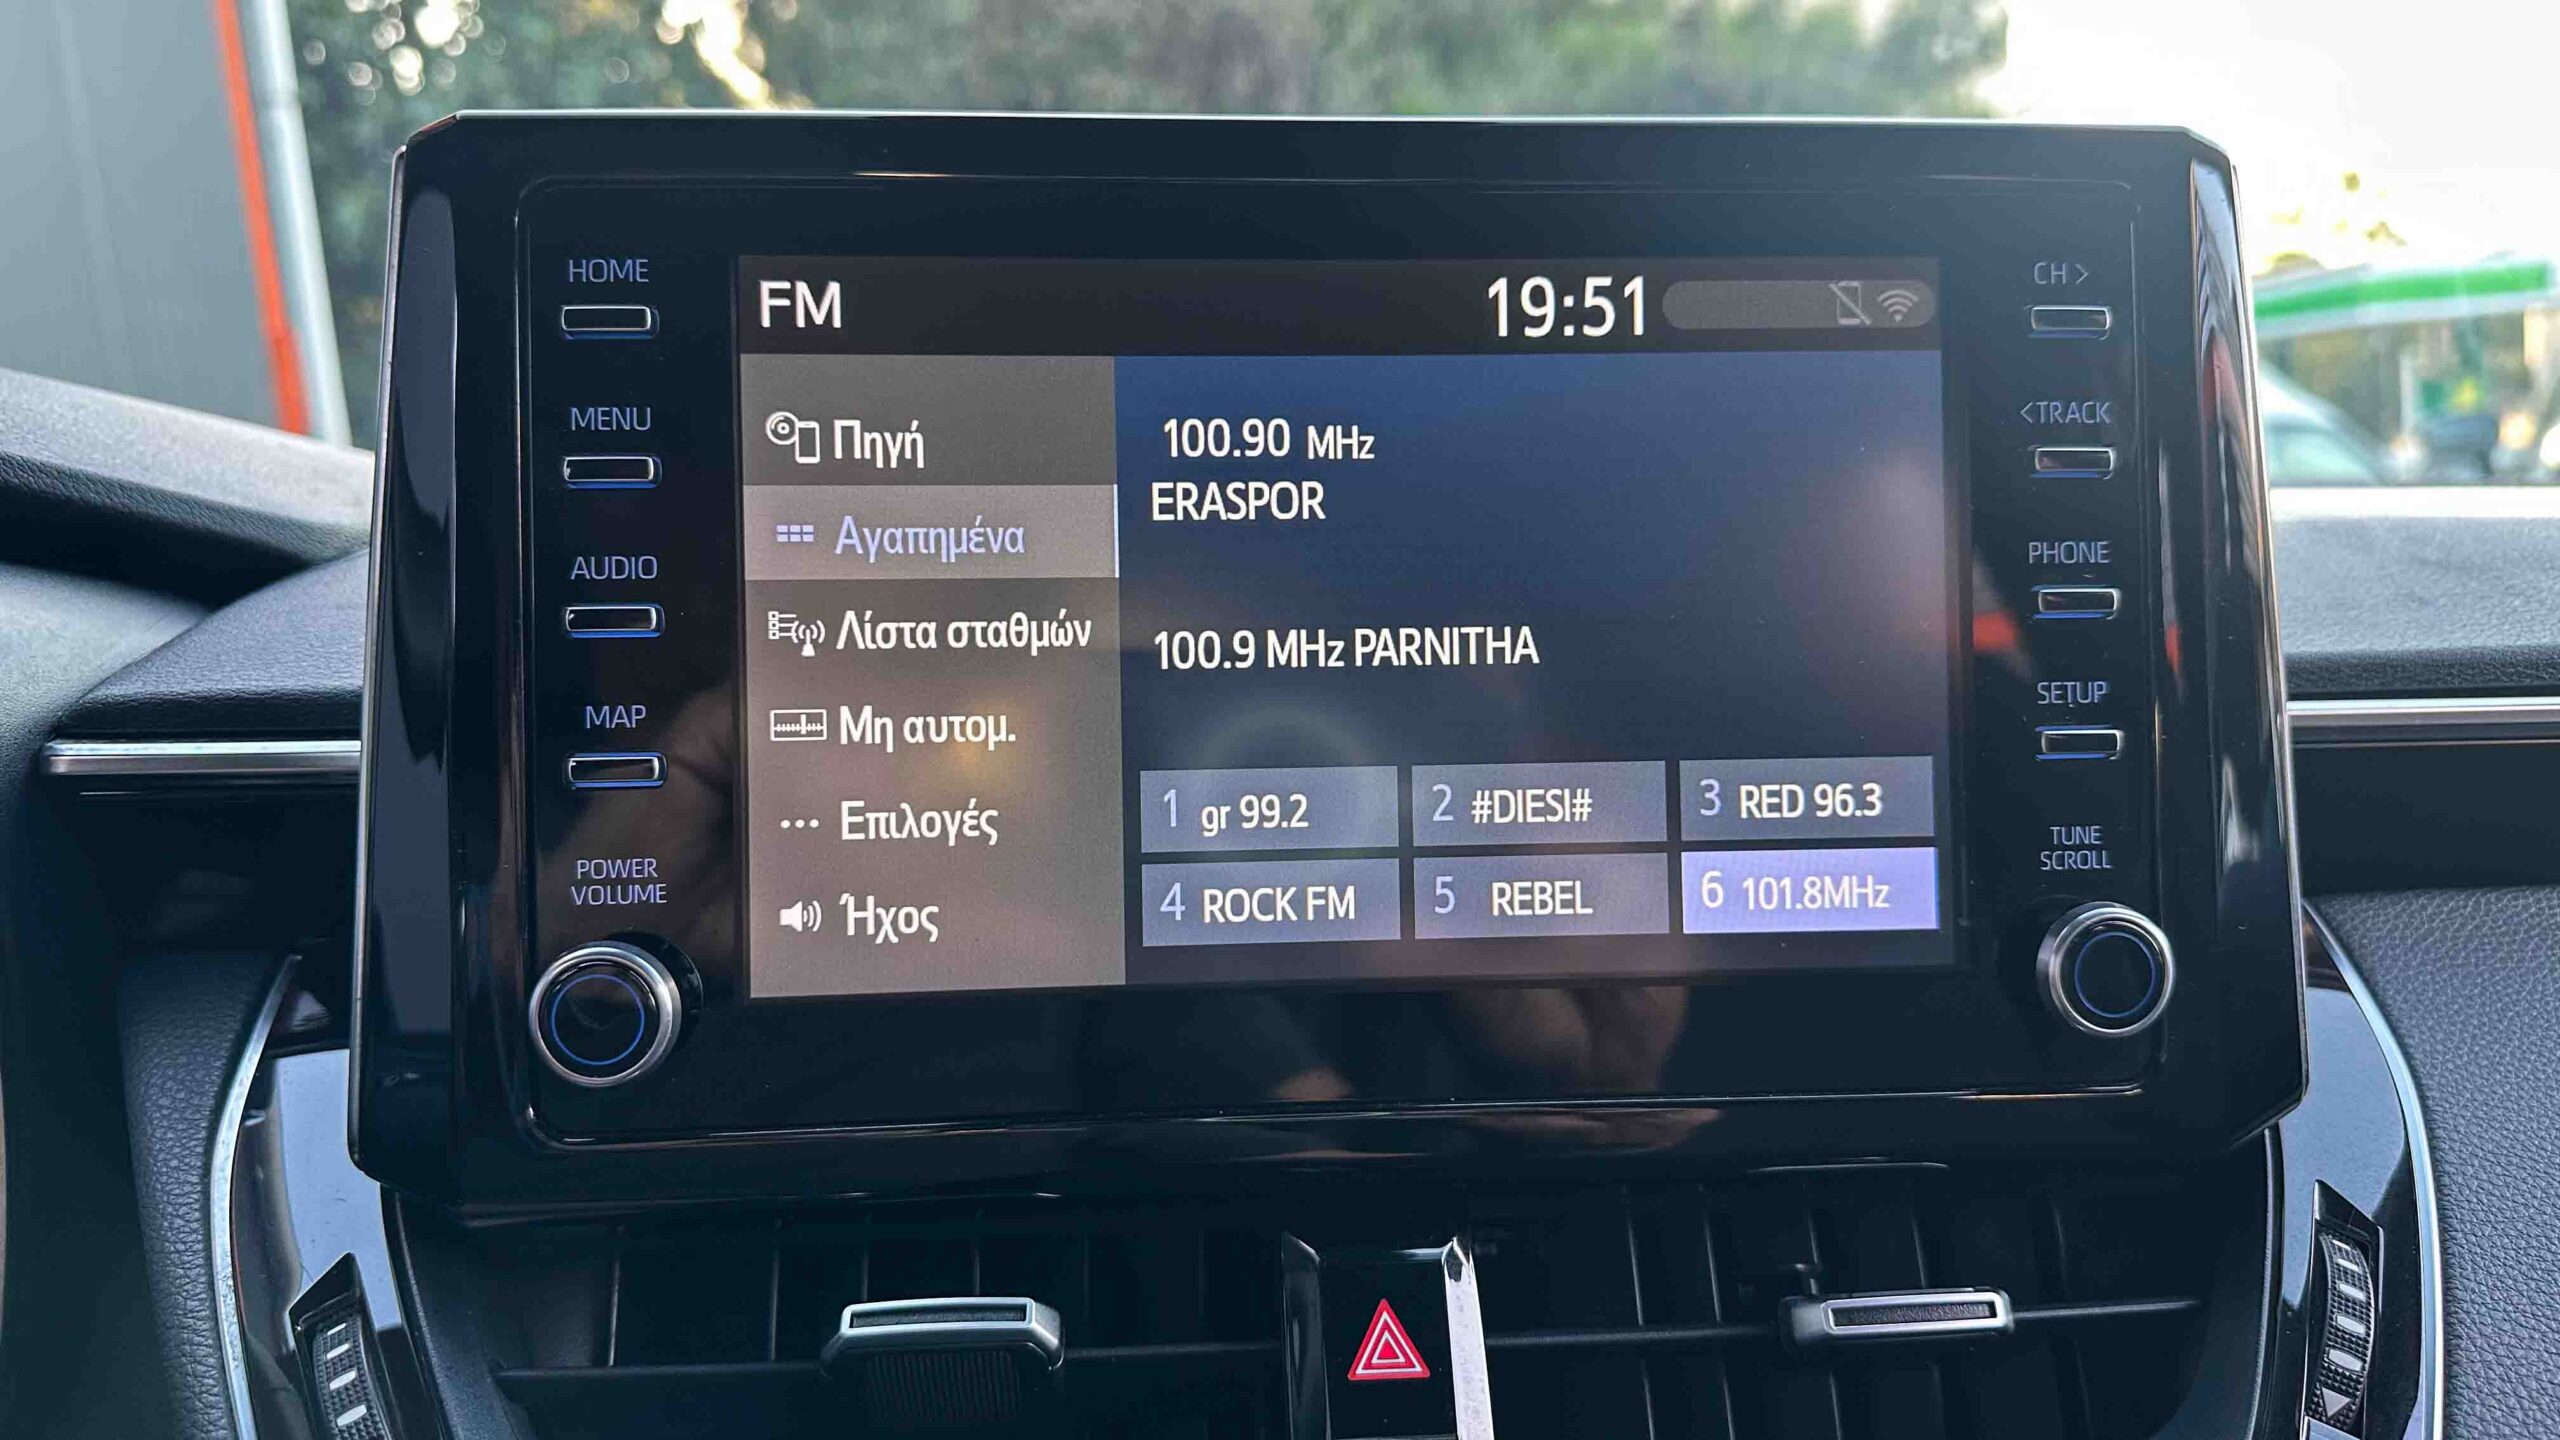 HOME
MENU
AUDIO
MAP
POWER
VOLUME
FM
19:51
Πηγή
Αγαπημένα
Λίστα σταθμών
Μη αυτομ.
Επιλογές
Ήχος
100.90 MHz
ERASPOR
100.9 MHz PARNITHA
1 gr 99.2
2 #DIESI#
3 RED 96.3
4 ROCK FM
5 REBEL
6 101.8MHz
CH >
<TRACK
PHONE
SETUP
TUNE
SCROLL